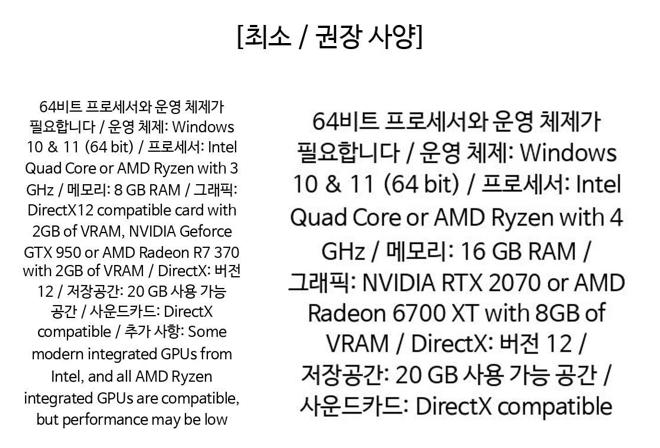 [최소 / 권장 사양]
64비트 프로세서와 운영 체제가
필요합니다 / 운영 체제: Windows
10 & 11 (64 bit) / 프로세서: Intel
Quad Core or AMD Ryzen with 3
GHz / 메모리: 8 GB RAM / 그래픽:
DirectX12 compatible card with
2GB of VRAM, NVIDIA Geforce
GTX 950 or AMD Radeon R7 370
with 2GB of VRAM / DirectX: 버전
12 / 저장공간: 20 GB 사용 가능
공간 / 사운드카드: DirectX
compatible / 추가 사항: Some
modern integrated GPUs from
Intel, and all AMD Ryzen
integrated GPUs are compatible,
but performance may be low
64비트 프로세서와 운영 체제가
필요합니다 / 운영 체제: Windows
10 & 11 (64 bit) / 프로세서: Intel
Quad Core or AMD Ryzen with 4
GHz / 메모리: 16 GB RAM /
그래픽: NVIDIA RTX 2070 or AMD
Radeon 6700 XT with 8GB of
VRAM / DirectX: 버전 12 /
저장공간: 20 GB 사용 가능 공간 /
사운드카드: DirectX compatible